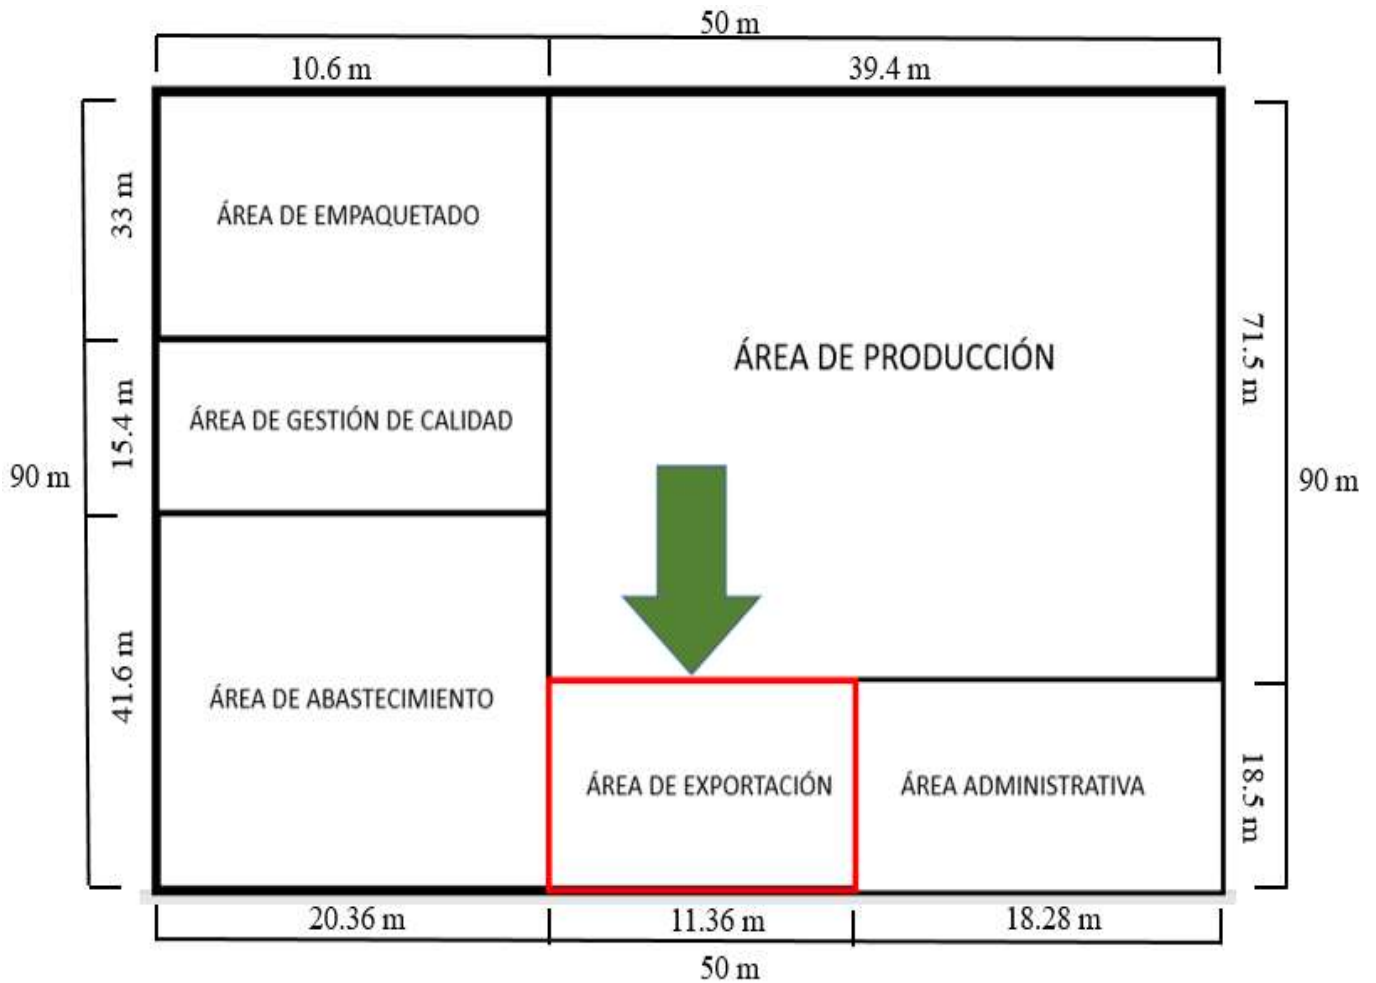 50 m
10.6 m
39.4 m
33 m
ÁREA DE EMPAQUETADO
ÁREA DE PRODUCCIÓN
71.5 m
15.4 m
ÁREA DE GESTIÓN DE CALIDAD
90 m
90 m
41.6 m
ÁREA DE ABASTECIMIENTO
ÁREA DE EXPORTACIÓN
ÁREA ADMINISTRATIVA
18.5 m
20.36 m
11.36 m
18.28 m
50 m